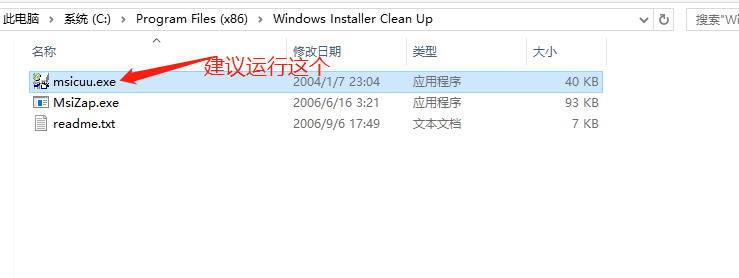 此电脑 > 系统 (C:) > Program Files (x86) > Windows Installer Clean Up
搜索"Wi
名称 修改日期 类型 大小
建议运行这个
msicuu.exe 2004/1/7 23:04 应用程序 40 KB
MsiZap.exe 2006/6/16 3:21 应用程序 93 KB
readme.txt 2006/9/6 17:49 文本文档 7 KB